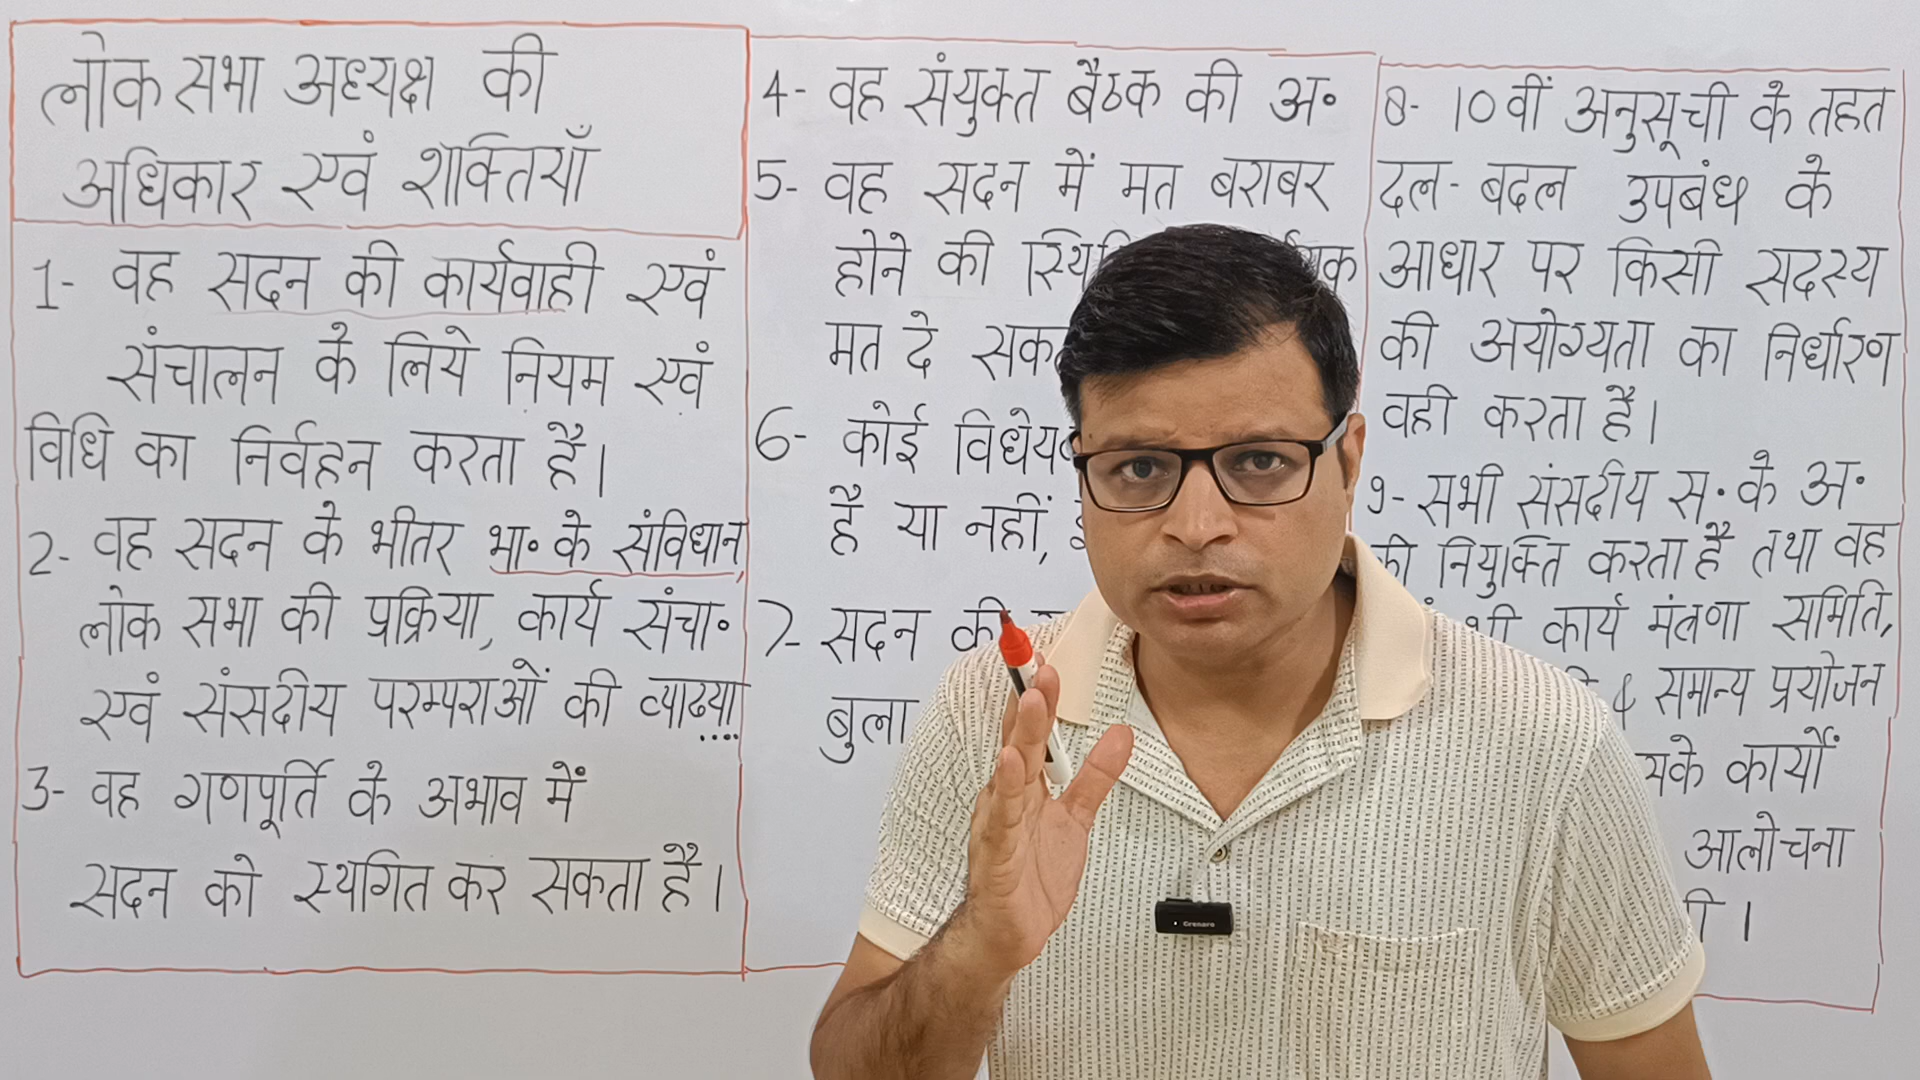 लोक सभा अध्यक्ष की
अधिकार एवं शक्तियाँ
1- वह सदन की कार्यवाही एवं
संचालन के लिये नियम एवं
विधि का निर्वहन करता है।
2- वह सदन के भीतर भा॰ के संविधान,
लोक सभा की प्रक्रिया, कार्य संचा॰
एवं संसदीय परम्पराओं की व्याख्या
....
3- वह गणपूर्ति के अभाव में
सदन को स्थगित कर सकता है।
4- वह संयुक्त बैठक की अ॰
5- वह सदन में मत बराबर
होने की
मत दे
6- कोई
है या नहीं,
7- सदन की
बुला
8- 10वीं अनुसूची के तहत
दल-बदल उपबंध के
आधार पर किसी सदस्य
की अयोग्यता का निर्धारण
वही करता है।
9- सभी संसदीय स॰ के अ॰
की नियुक्ति करता है तथा वह
कार्य मंत्रणा समिति,
& समान्य प्रयोजन
कार्यों
आलोचना
।
Grenaro